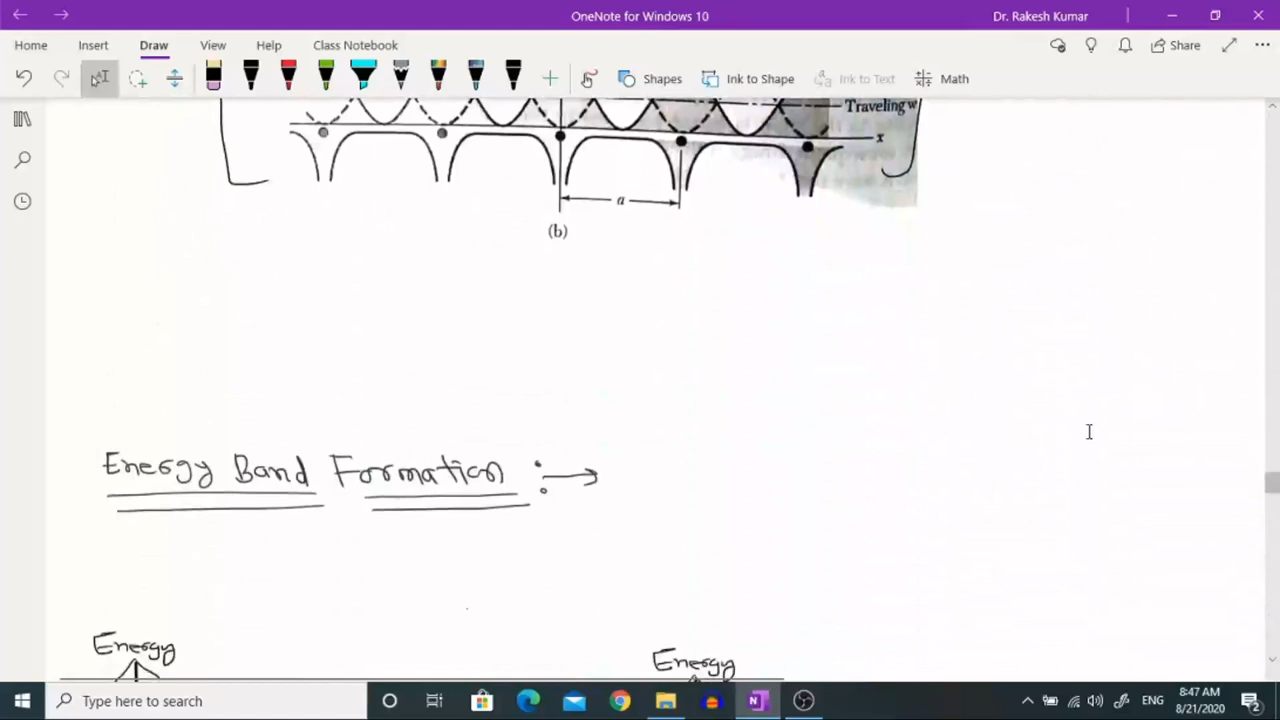 OneNote for Windows 10
Dr. Rakesh Kumar
Home Insert Draw View Help Class Notebook Share
Shapes Ink to Shape Ink to Text Math
Traveling w
x
a
(b)
Energy Band Formation :→
Energy
Energy
Type here to search
ENG
8:47 AM
8/21/2020
2